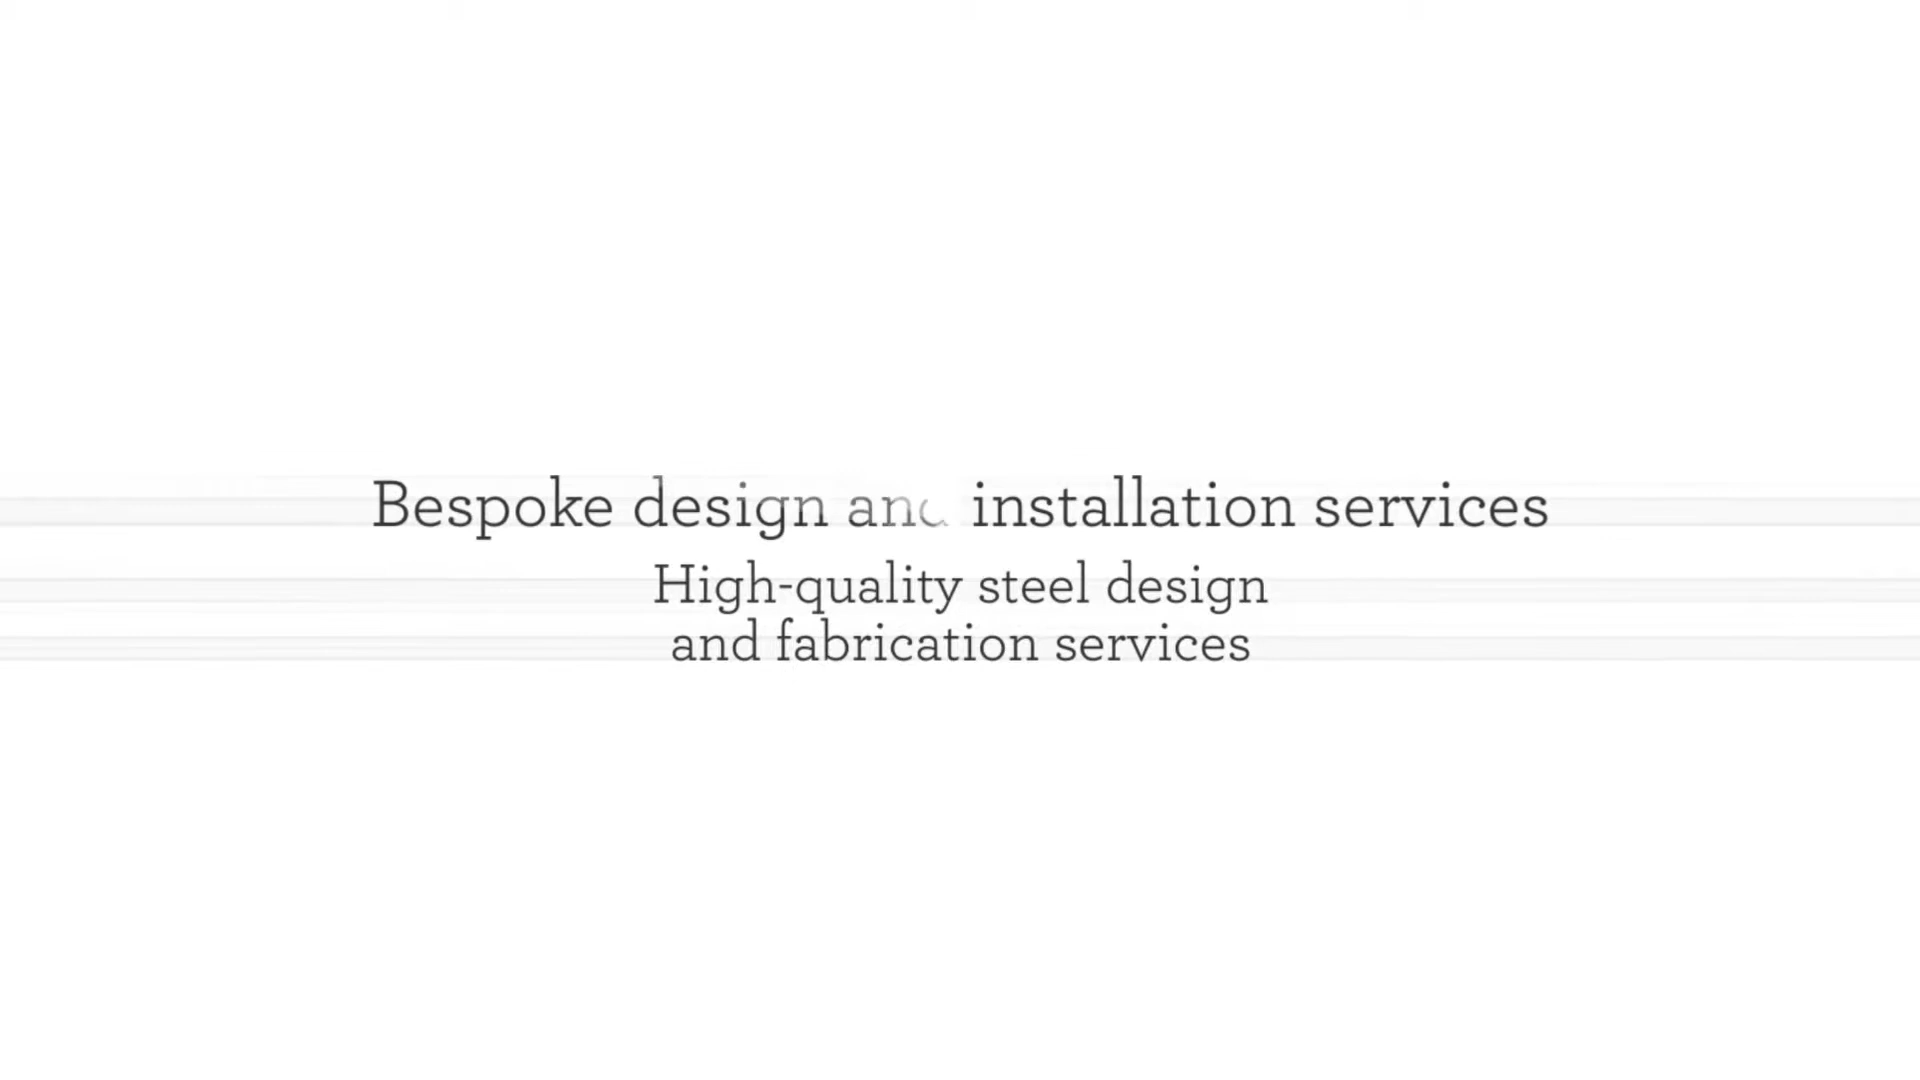 Bespoke design and installation services
High-quality steel design
and fabrication services